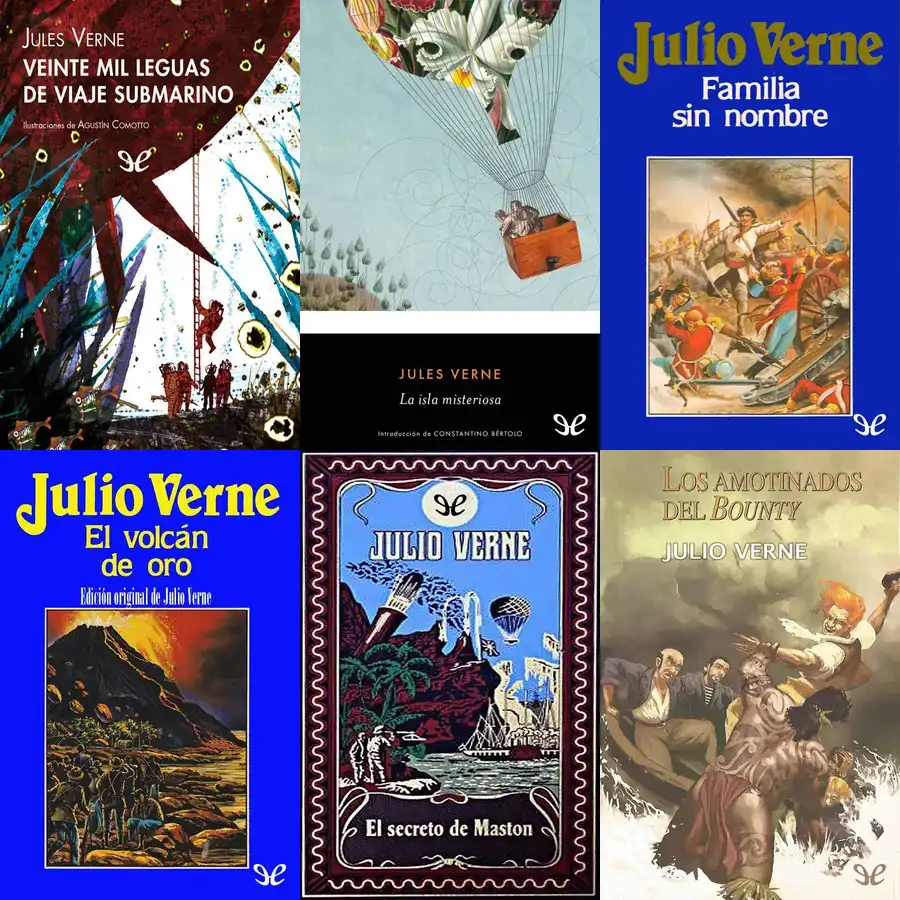 JULES VERNE
VEINTE MIL LEGUAS
DE VIAJE SUBMARINO
Ilustraciones de AGUSTÍN COMOTTO
JULES VERNE
La isla misteriosa
Introducción de CONSTANTINO BÉRTOLO
Julio Verne
Familia
sin nombre
Julio Verne
El volcán
de oro
Edición original de Julio Verne
JULIO VERNE
El secreto de Maston
LOS AMOTINADOS
DEL BOUNTY
JULIO VERNE